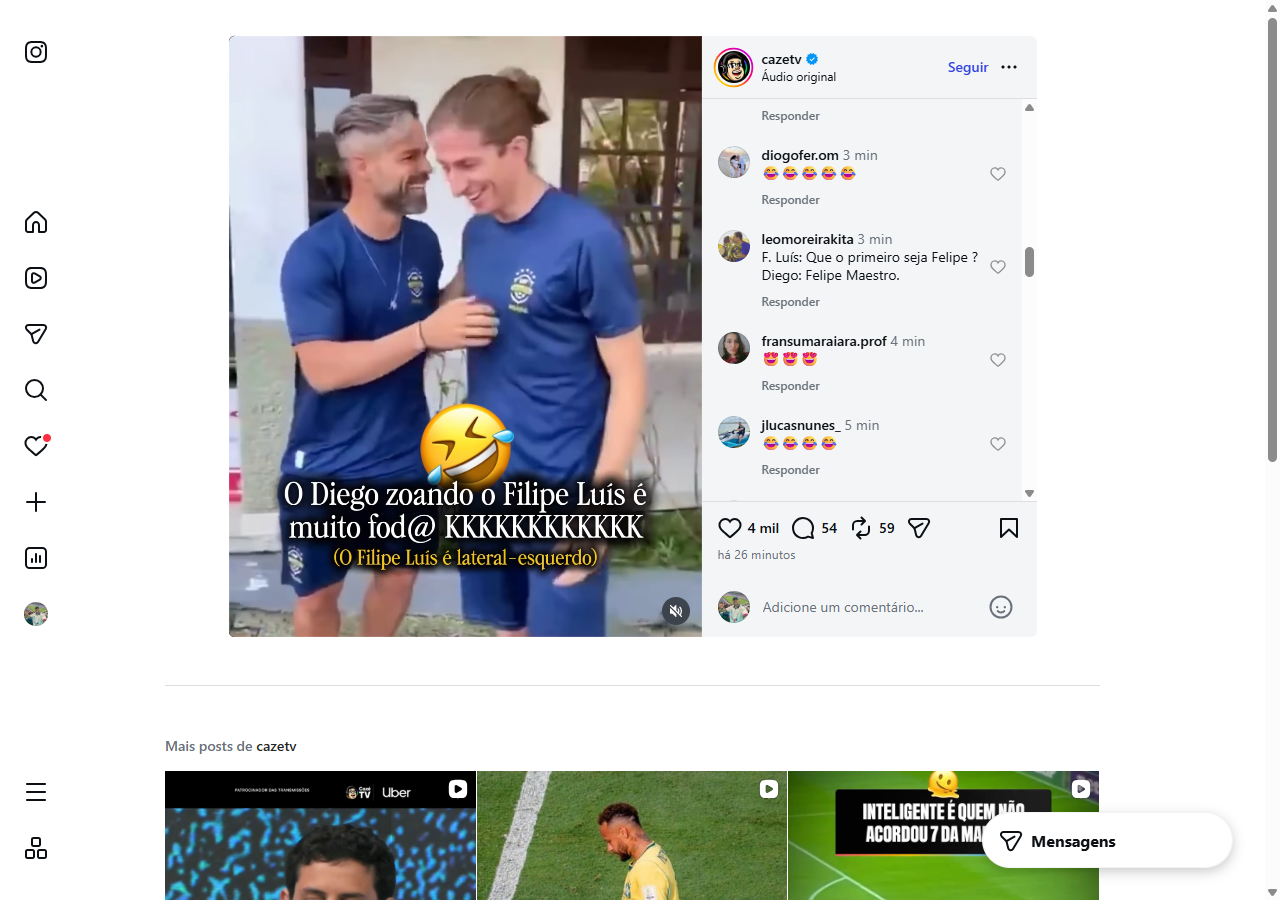 cazetv
Áudio original
Seguir
Responder
diogofer.om 3 min
😂😂😂😂😂
Responder
leomoreirakita 3 min
F. Luís: Que o primeiro seja Felipe ?
Diego: Felipe Maestro.
Responder
fransumaraiara.prof 4 min
😍😍😍
Responder
jlucasnunes_ 5 min
😂😂😂😂
Responder
O Diego zoando o Filipe Luís é
muito fod@ KKKKKKKKKKKK
(O Filipe Luís é lateral-esquerdo)
4 mil
54
59
há 26 minutos
Adicione um comentário...
Mais posts de cazetv
PATROCINADOR DAS TRANSMISSÕES
Cazé
TV
Uber
INTELIGENTE É QUEM NÃO
ACORDOU 7 DA
Mensagens